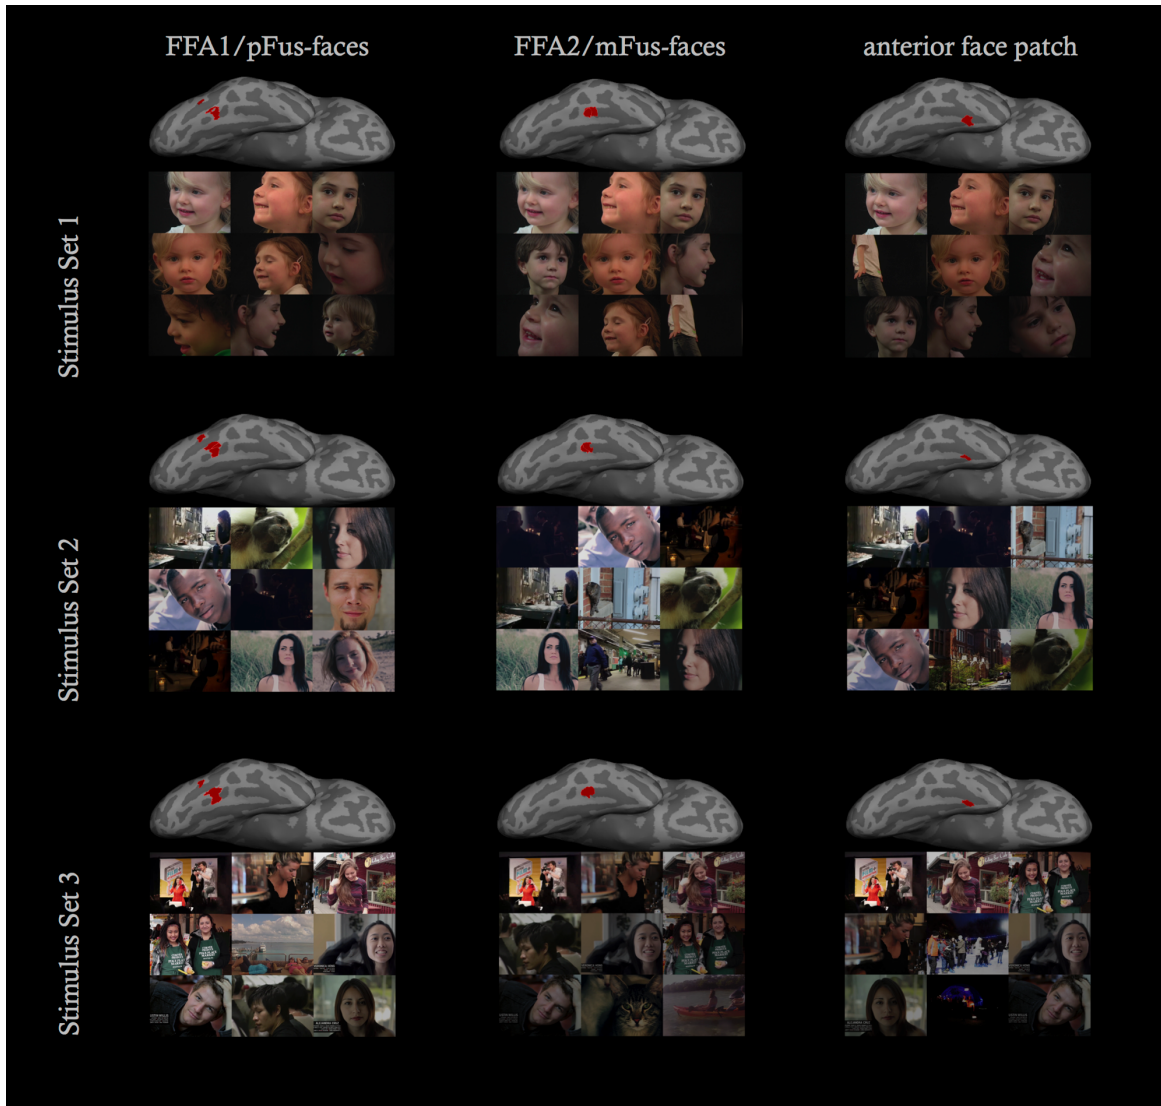 FFA1/pFus-faces
FFA2/mFus-faces
anterior face patch
Stimulus Set 1
Stimulus Set 2
Stimulus Set 3